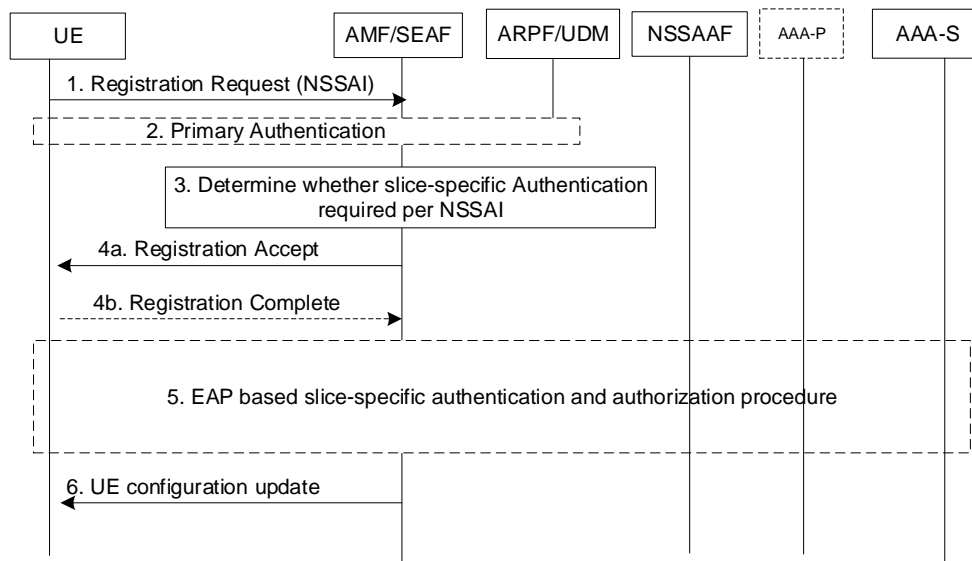 UE
AMF/SEAF
ARPF/UDM
NSSAAF
AAA-P
AAA-S
1. Registration Request (NSSAI)
2. Primary Authentication
3. Determine whether slice-specific Authentication
required per NSSAI
4a. Registration Accept
4b. Registration Complete
5. EAP based slice-specific authentication and authorization procedure
6. UE configuration update